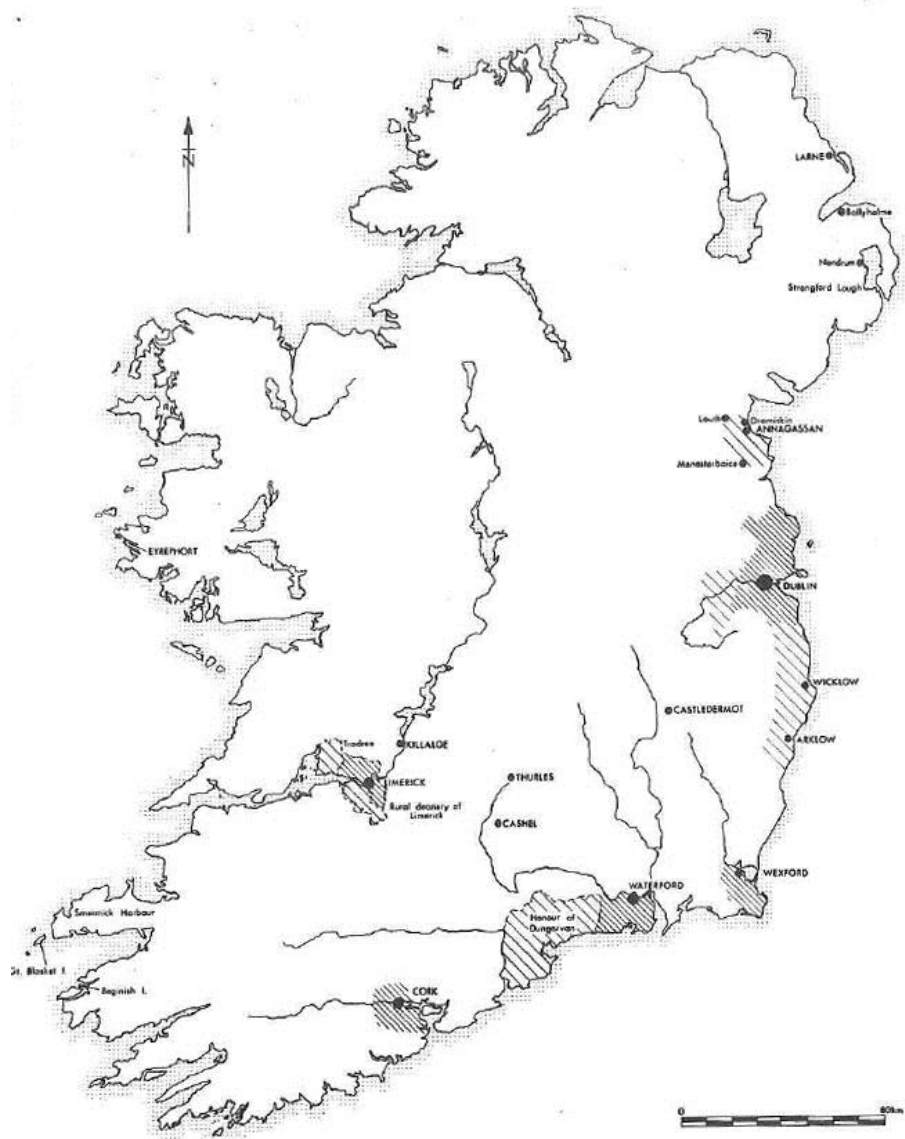 N
LARNE
Ballyholme
Nendrum
Strangford Lough
Louth
Dromiskin
ANNAGASSAN
Monasterboice
EYREPHORT
DUBLIN
WICKLOW
CASTLEDERMOT
ARKLOW
Tradree
KILLALOE
LIMERICK
THURLES
Rural deanery of
Limerick
CASHEL
WEXFORD
WATERFORD
Smerwick Harbour
Honour of
Dungarvan
Gt. Blasket I.
Beginish I.
CORK
0
80km